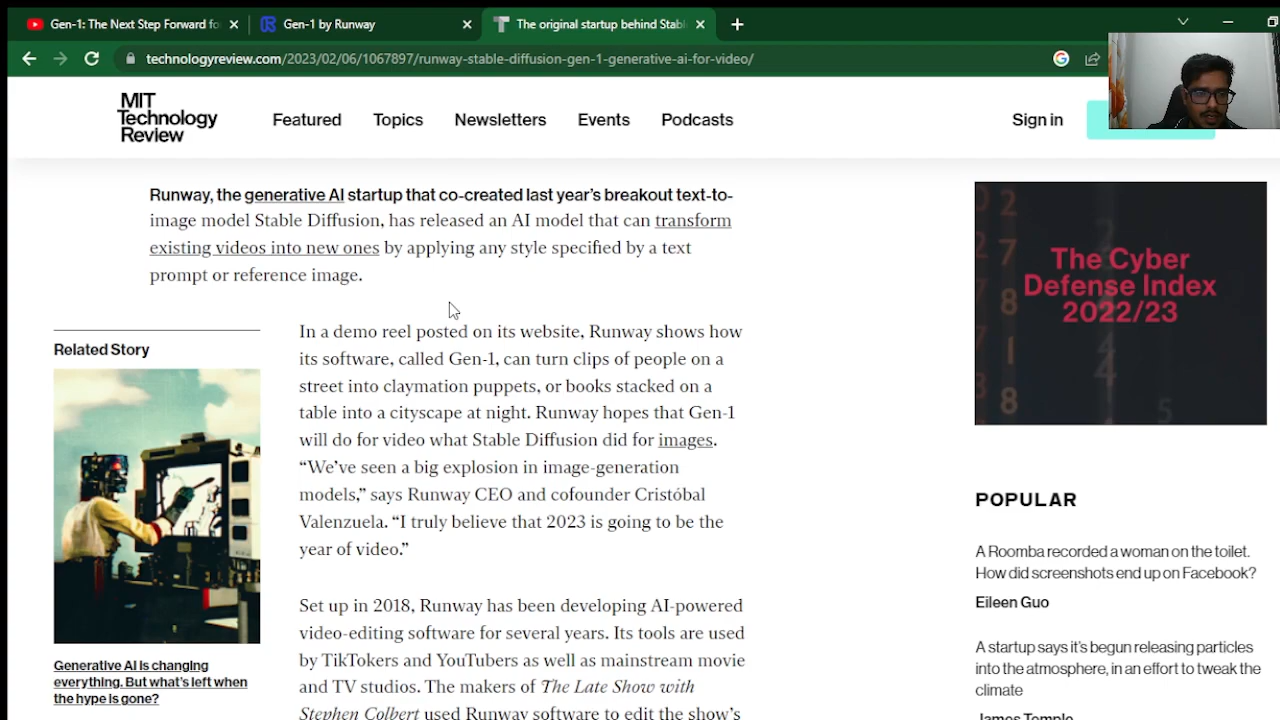 Gen-1: The Next Step Forward fo
Gen-1 by Runway
The original startup behind Stabl
technologyreview.com/2023/02/06/1067897/runway-stable-diffusion-gen-1-generative-ai-for-video/
MIT
Technology
Review
Featured
Topics
Newsletters
Events
Podcasts
Sign in
Runway, the generative AI startup that co-created last year's breakout text-to-
image model Stable Diffusion, has released an AI model that can transform
existing videos into new ones by applying any style specified by a text
prompt or reference image.
Related Story
Generative AI is changing
everything. But what's left when
the hype is gone?
In a demo reel posted on its website, Runway shows how
its software, called Gen-1, can turn clips of people on a
street into claymation puppets, or books stacked on a
table into a cityscape at night. Runway hopes that Gen-1
will do for video what Stable Diffusion did for images.
“We've seen a big explosion in image-generation
models,” says Runway CEO and cofounder Cristóbal
Valenzuela. “I truly believe that 2023 is going to be the
year of video.”
Set up in 2018, Runway has been developing AI-powered
video-editing software for several years. Its tools are used
by TikTokers and YouTubers as well as mainstream movie
and TV studios. The makers of The Late Show with
Stephen Colbert used Runway software to edit the show's
The Cyber
Defense Index
2022/23
POPULAR
A Roomba recorded a woman on the toilet.
How did screenshots end up on Facebook?
Eileen Guo
A startup says it's begun releasing particles
into the atmosphere, in an effort to tweak the
climate
James Temple